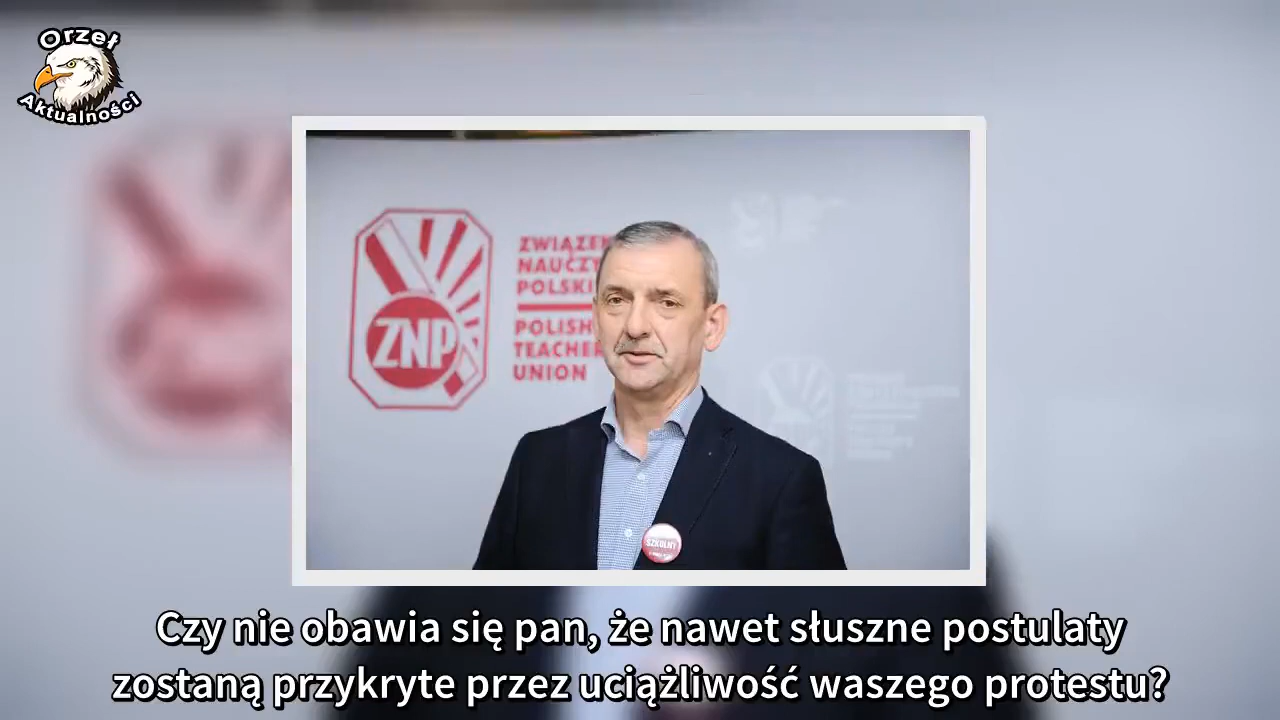 Orzeł
Aktualności
ZNP
ZWIĄZEK
NAUCZY
POLSKI
POLISH
TEACHER
UNION
SZKOLNY
Czy nie obawia się pan, że nawet słuszne postulaty
zostaną przykryte przez uciążliwość waszego protestu?